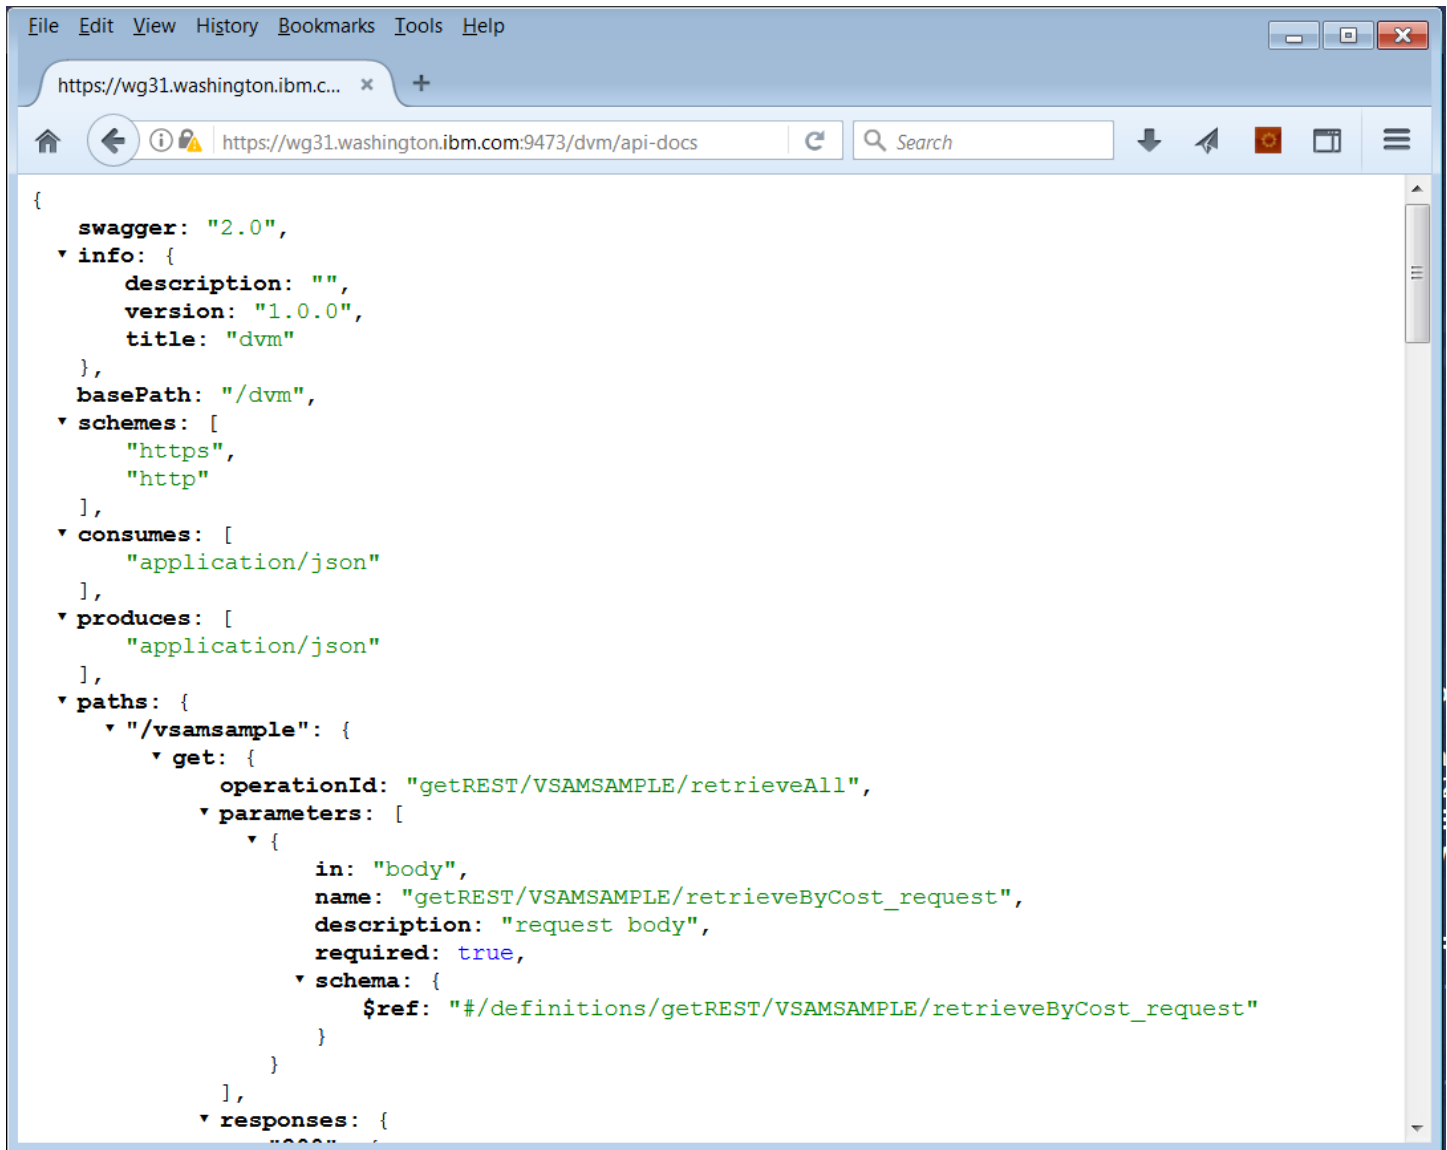 File Edit View History Bookmarks Tools Help
https://wg31.washington.ibm.c...
https://wg31.washington.ibm.com:9473/dvm/api-docs Search
{
swagger: "2.0",
info: {
description: "",
version: "1.0.0",
title: "dvm"
},
basePath: "/dvm",
schemes: [
"https",
"http"
],
consumes: [
"application/json"
],
produces: [
"application/json"
],
paths: {
"/vsamsample": {
get: {
operationId: "getREST/VSAMSAMPLE/retrieveAll",
parameters: [
{
in: "body",
name: "getREST/VSAMSAMPLE/retrieveByCost_request",
description: "request body",
required: true,
schema: {
$ref: "#/definitions/getREST/VSAMSAMPLE/retrieveByCost_request"
}
}
],
responses: {